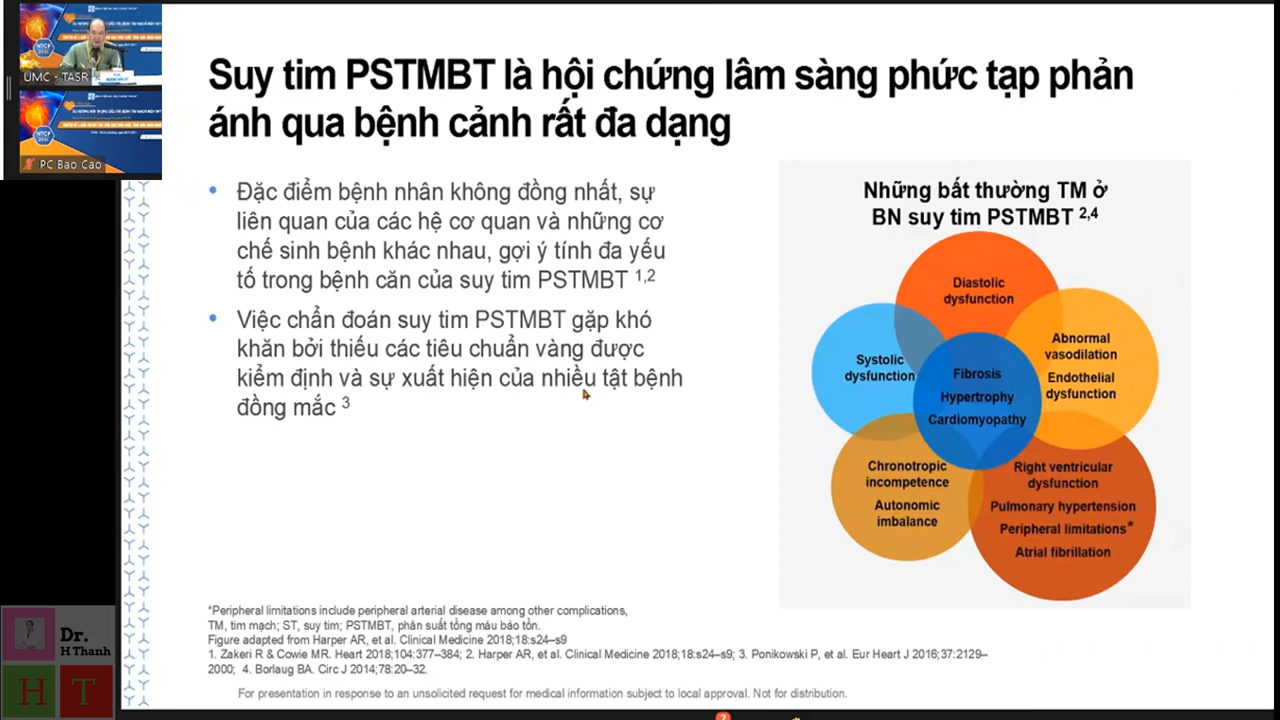 Suy tim PSTMBT là hội chứng lâm sàng phức tạp phản
ánh qua bệnh cảnh rất đa dạng
UMC - TASR
PC Bao Cao
Đặc điểm bệnh nhân không đồng nhất, sự
liên quan của các hệ cơ quan và những cơ
chế sinh bệnh khác nhau, gợi ý tính đa yếu
tố trong bệnh căn của suy tim PSTMBT 1,2
Việc chẩn đoán suy tim PSTMBT gặp khó
khăn bởi thiếu các tiêu chuẩn vàng được
kiểm định và sự xuất hiện của nhiều tật bệnh
đồng mắc 3
Những bất thường TM ở
BN suy tim PSTMBT 2,4
Diastolic
dysfunction
Abnormal
vasodilation
Endothelial
dysfunction
Systolic
dysfunction
Fibrosis
Hypertrophy
Cardiomyopathy
Chronotropic
incompetence
Autonomic
imbalance
Right ventricular
dysfunction
Pulmonary hypertension
Peripheral limitations*
Atrial fibrillation
*Peripheral limitations include peripheral arterial disease among other complications,
TM, tim mạch; ST, suy tim; PSTMBT, phân suất tống máu bảo tồn.
Figure adapted from Harper AR, et al. Clinical Medicine 2018;18:s24–s9
1. Zakeri R & Cowie MR. Heart 2018;104:377–384; 2. Harper AR, et al. Clinical Medicine 2018;18:s24–s9; 3. Ponikowski P, et al. Eur Heart J 2016;37:2129–
2000; 4. Borlaug BA. Circ J 2014;78:20–32.
For presentation in response to an unsolicited request for medical information subject to local approval. Not for distribution.
Dr.
H Thanh
H T